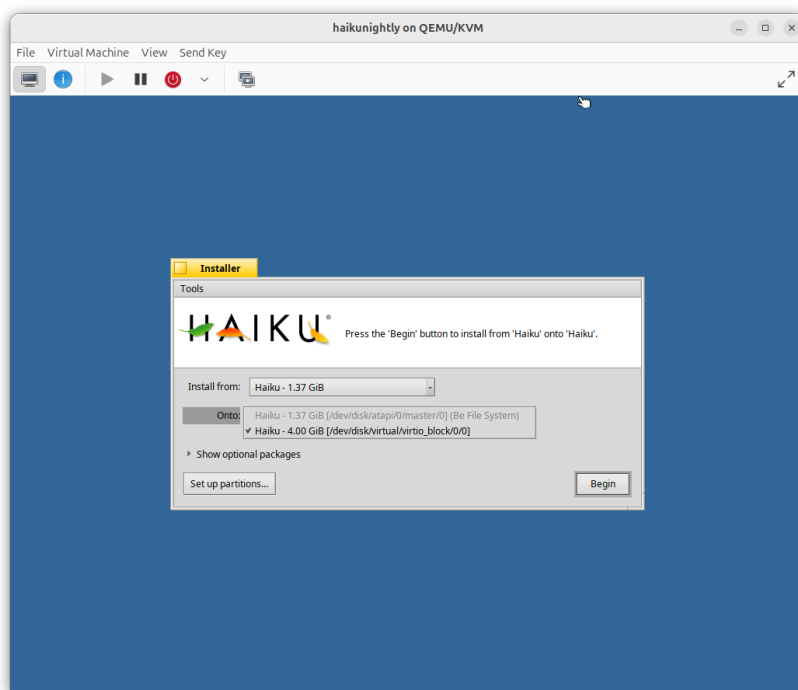 haikunightly on QEMU/KVM
File Virtual Machine View Send Key
Installer
Tools
HAIKU®
Press the 'Begin' button to install from 'Haiku' onto 'Haiku'.
Install from: Haiku - 1.37 GiB
Onto: Haiku - 1.37 GiB [/dev/disk/atapi/0/master/0] (Be File System)
Haiku - 4.00 GiB [/dev/disk/virtual/virtio_block/0/0]
Show optional packages
Set up partitions... Begin